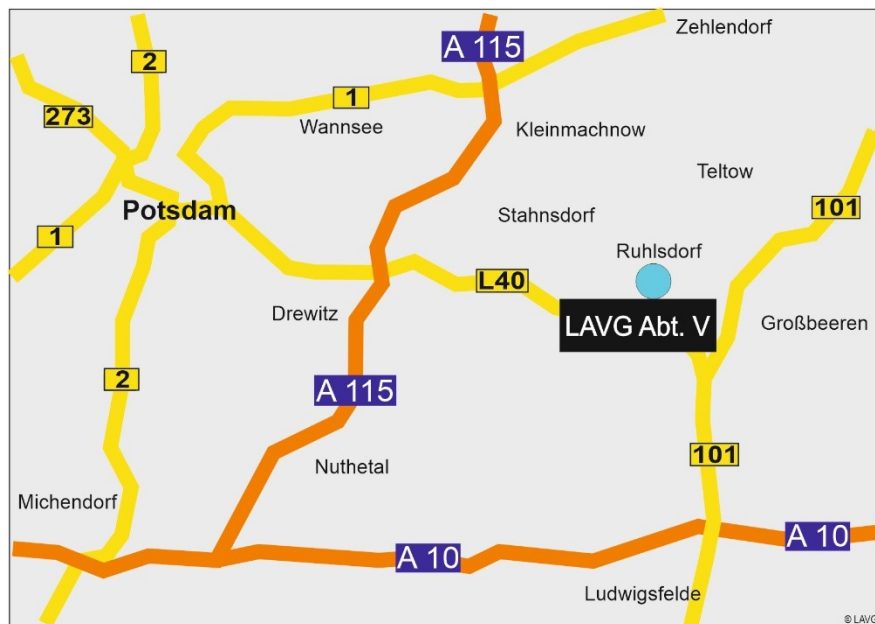 Zehlendorf
A 115
2
1
273
Wannsee
Kleinmachnow
Teltow
Potsdam
101
Stahnsdorf
1
Ruhlsdorf
L40
Drewitz
LAVG Abt. V
Großbeeren
2
A 115
101
Nuthetal
Michendorf
A 10
A 10
Ludwigsfelde
© LAVG